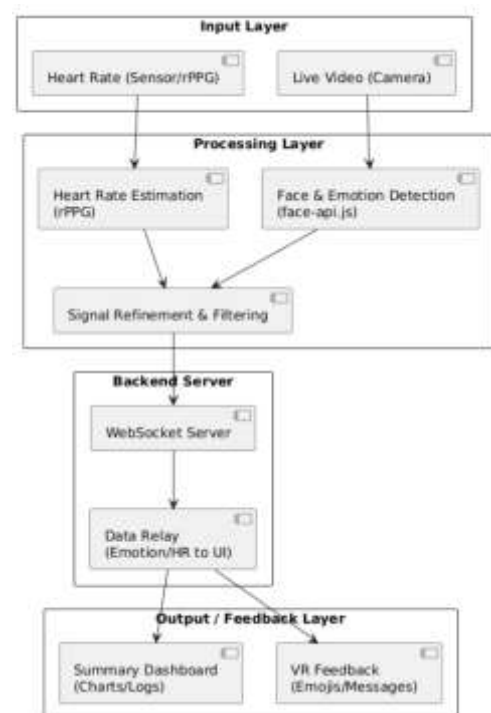 Input Layer
Heart Rate (Sensor/rPPG)
Live Video (Camera)
Processing Layer
Heart Rate Estimation
(rPPG)
Face & Emotion Detection
(face-api.js)
Signal Refinement & Filtering
Backend Server
WebSocket Server
Data Relay
(Emotion/HR to UI)
Output / Feedback Layer
Summary Dashboard
(Charts/Logs)
VR Feedback
(Emojis/Messages)